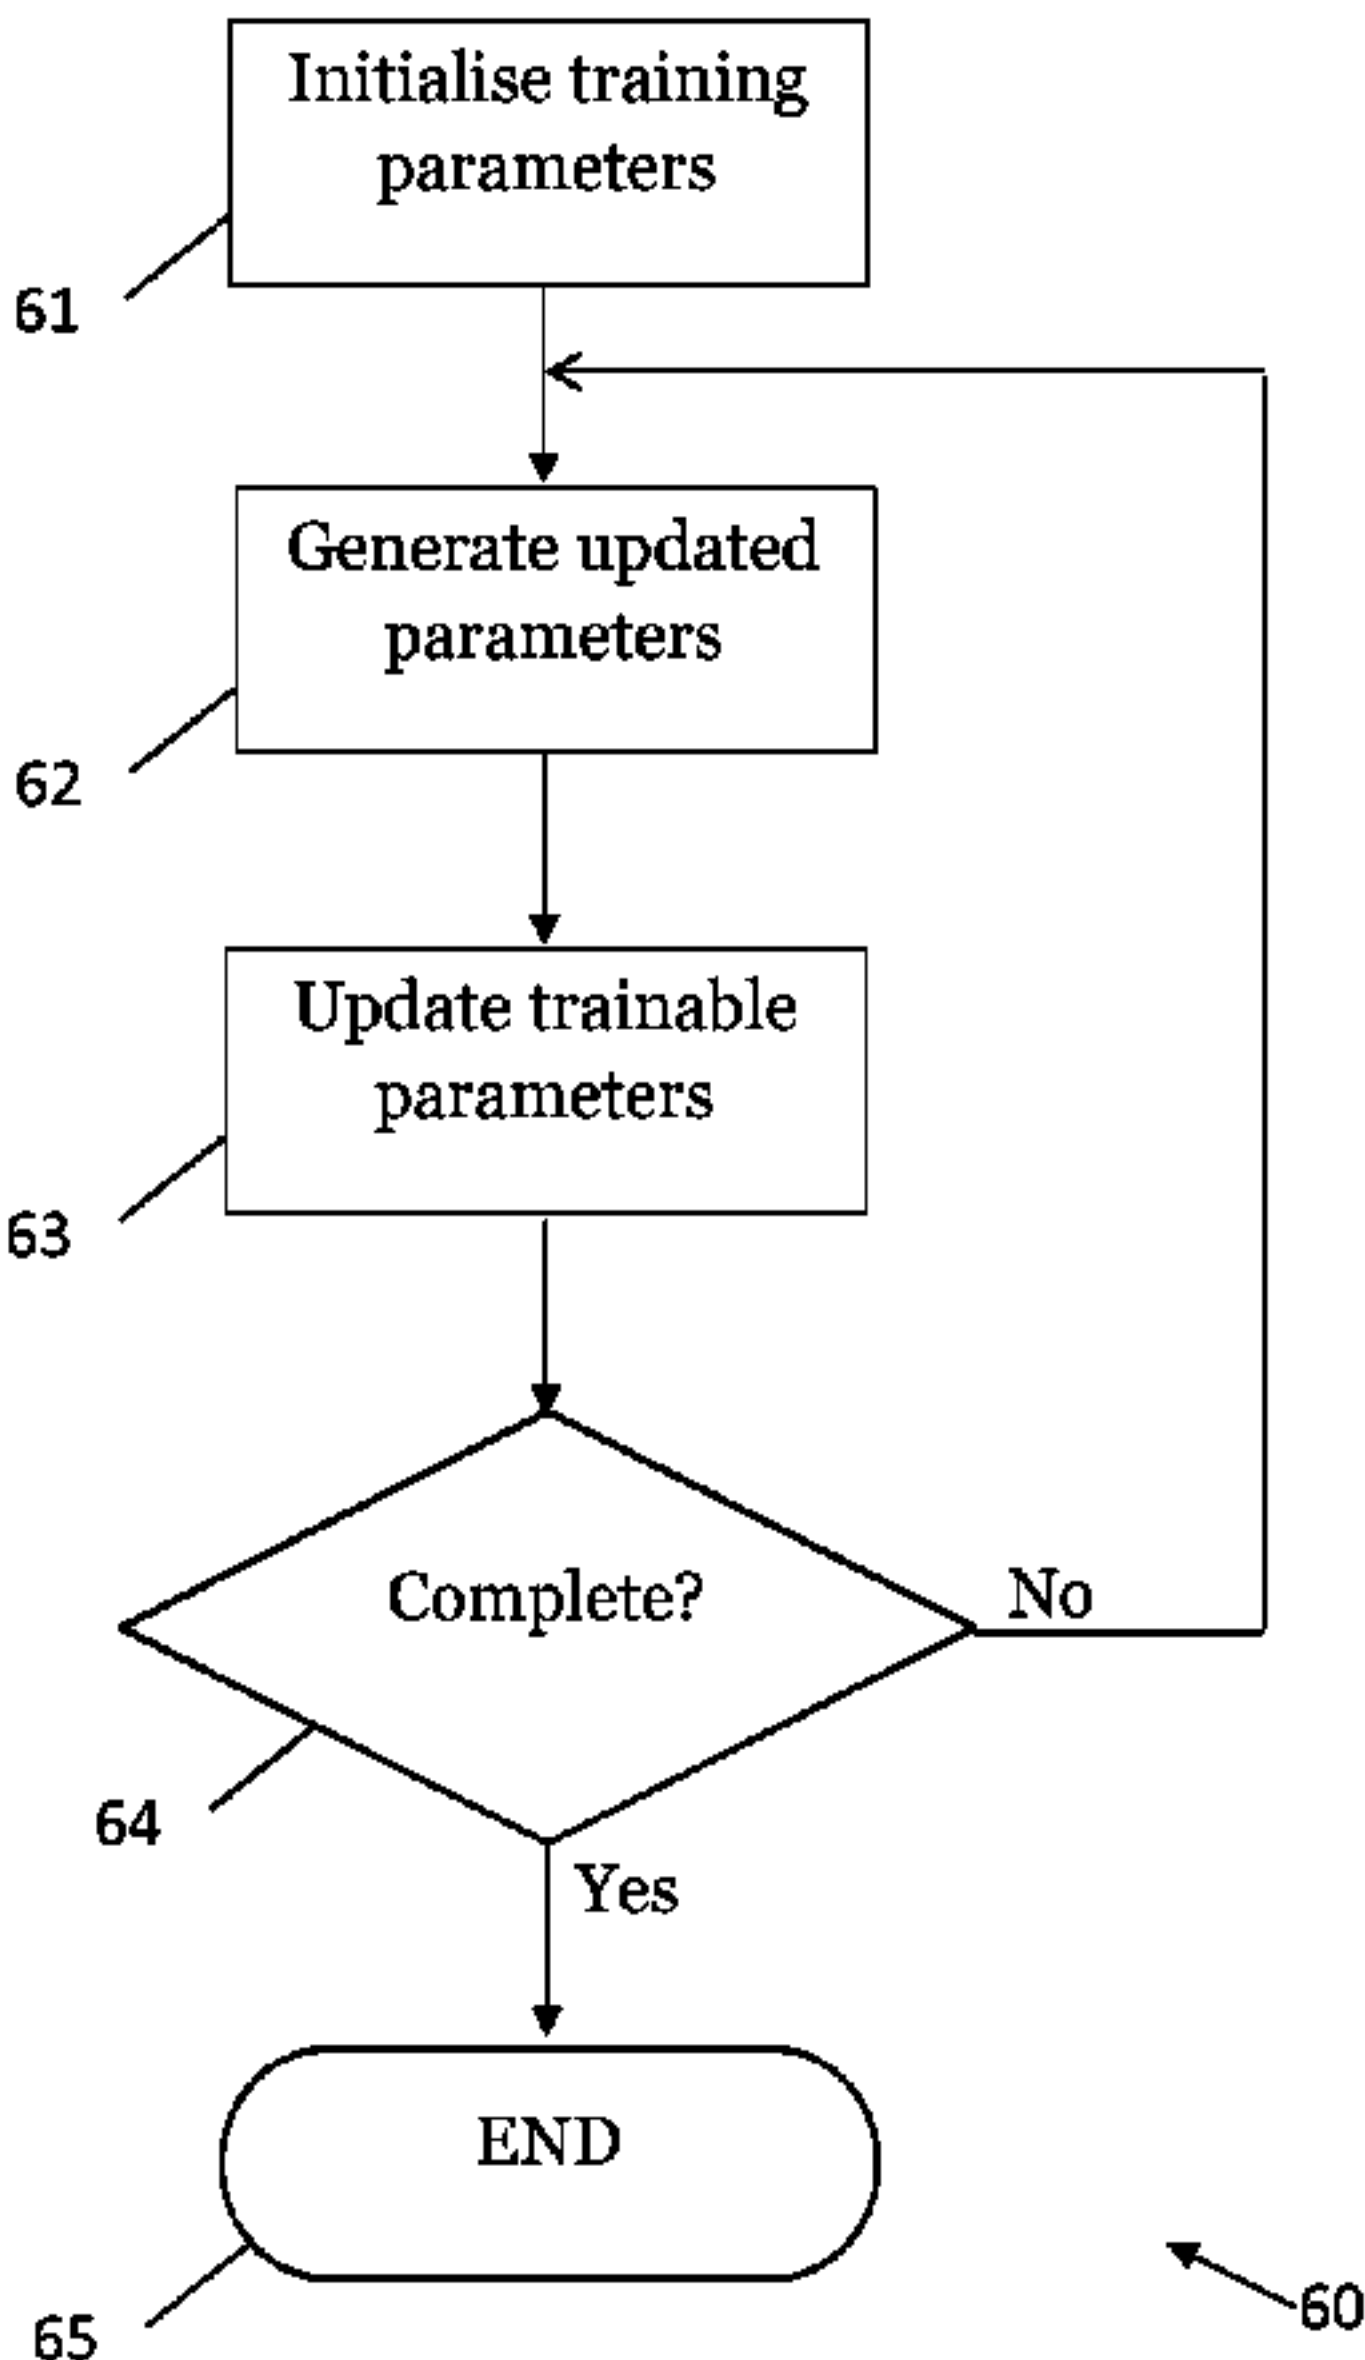 Initialise training
parameters
61
Generate updated
parameters
62
Update trainable
parameters
63
Complete?
No
64
Yes
END
60
65